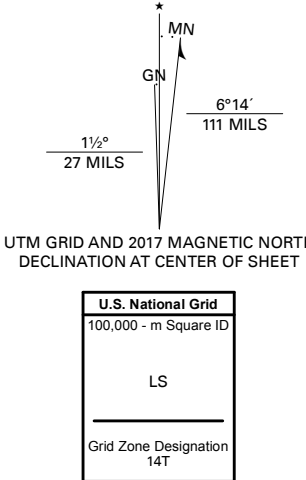 ★
MN
GN
6°14´
111 MILS
1½°
27 MILS
UTM GRID AND 2017 MAGNETIC NORTH
DECLINATION AT CENTER OF SHEET
U.S. National Grid
100,000 - m Square ID
LS
Grid Zone Designation
14T